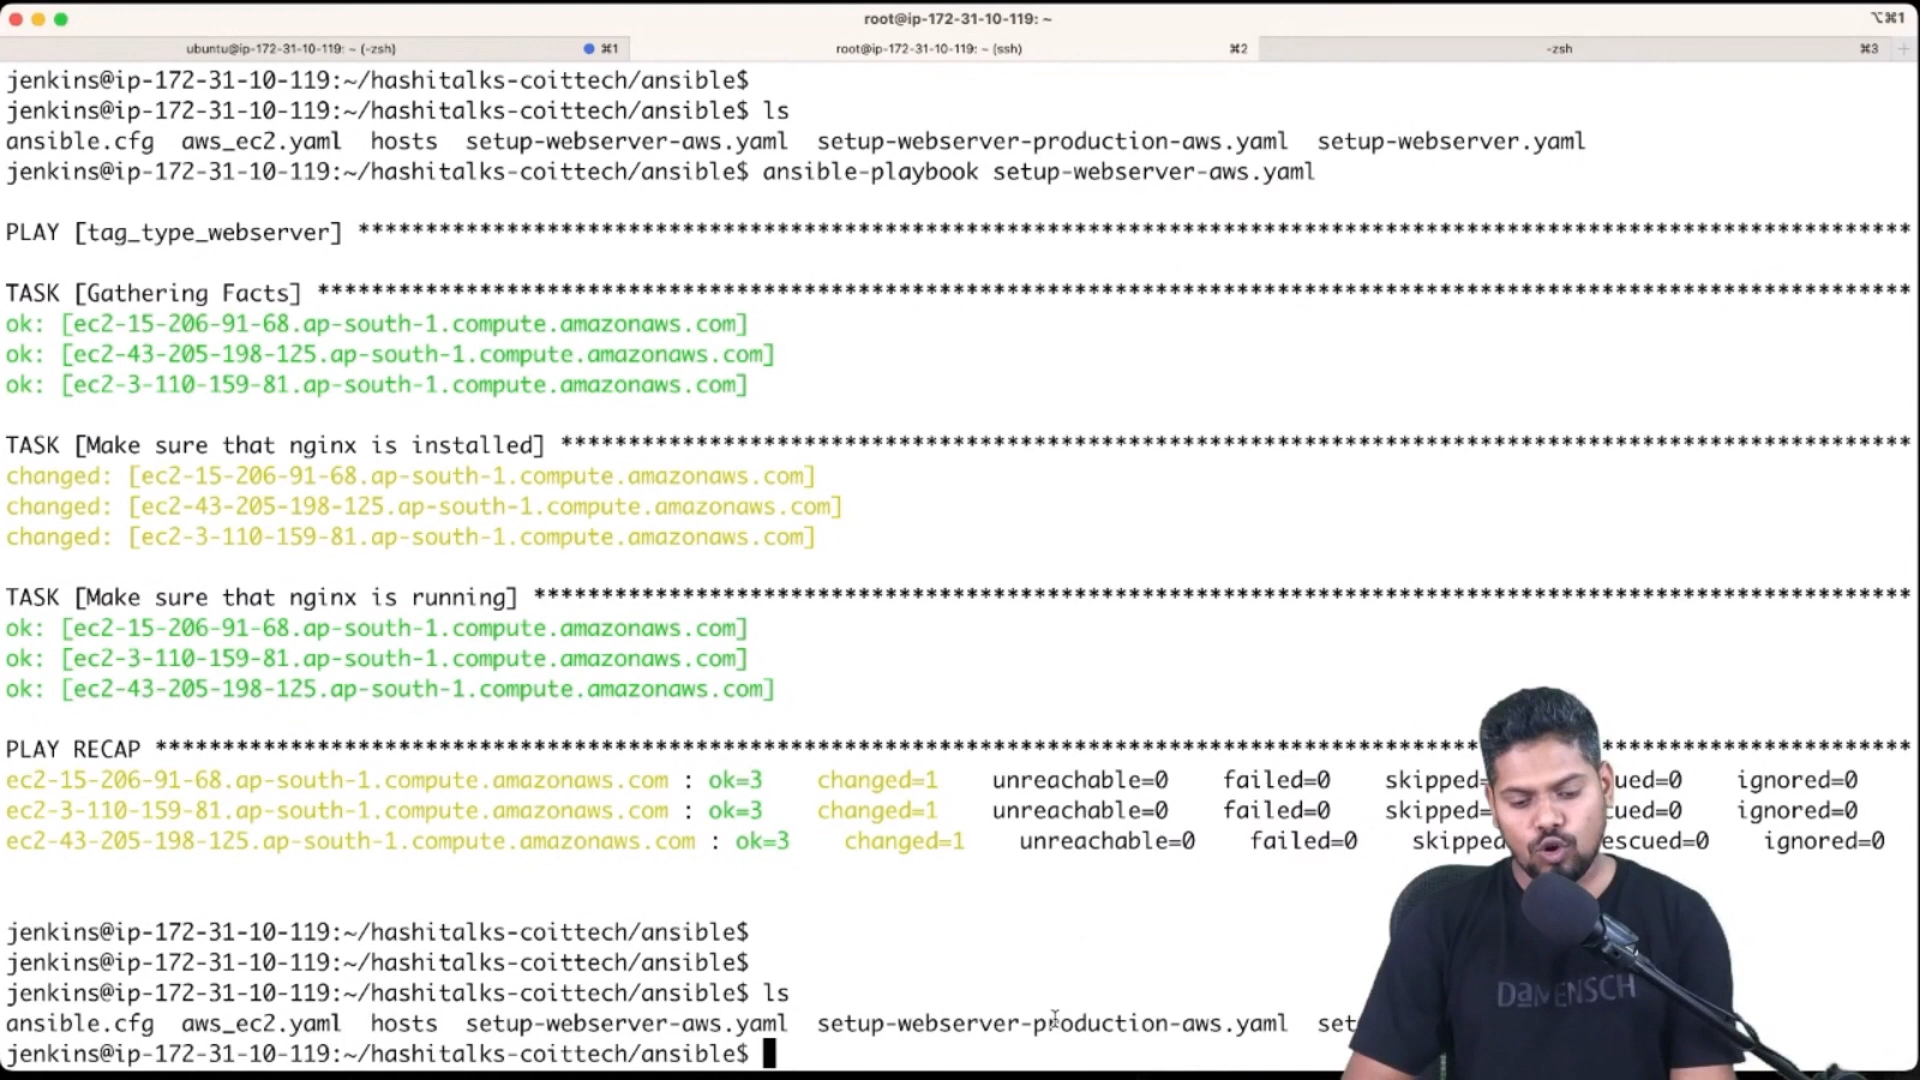 root@ip-172-31-10-119: ~
⌥⌘1
ubuntu@ip-172-31-10-119: ~ (-zsh)
⌘1
root@ip-172-31-10-119: ~ (ssh)
⌘2
-zsh
⌘3
jenkins@ip-172-31-10-119:~/hashitalks-coittech/ansible$
jenkins@ip-172-31-10-119:~/hashitalks-coittech/ansible$ ls
ansible.cfg aws_ec2.yaml hosts setup-webserver-aws.yaml setup-webserver-production-aws.yaml setup-webserver.yaml
jenkins@ip-172-31-10-119:~/hashitalks-coittech/ansible$ ansible-playbook setup-webserver-aws.yaml
PLAY [tag_type_webserver] ********************************************************************************************************************
TASK [Gathering Facts] ***********************************************************************************************************************
ok: [ec2-15-206-91-68.ap-south-1.compute.amazonaws.com]
ok: [ec2-43-205-198-125.ap-south-1.compute.amazonaws.com]
ok: [ec2-3-110-159-81.ap-south-1.compute.amazonaws.com]
TASK [Make sure that nginx is installed] *****************************************************************************************************
changed: [ec2-15-206-91-68.ap-south-1.compute.amazonaws.com]
changed: [ec2-43-205-198-125.ap-south-1.compute.amazonaws.com]
changed: [ec2-3-110-159-81.ap-south-1.compute.amazonaws.com]
TASK [Make sure that nginx is running] *******************************************************************************************************
ok: [ec2-15-206-91-68.ap-south-1.compute.amazonaws.com]
ok: [ec2-3-110-159-81.ap-south-1.compute.amazonaws.com]
ok: [ec2-43-205-198-125.ap-south-1.compute.amazonaws.com]
PLAY RECAP ***********************************************************************************************************************************
ec2-15-206-91-68.ap-south-1.compute.amazonaws.com : ok=3 changed=1 unreachable=0 failed=0 skipped= ued=0 ignored=0
ec2-3-110-159-81.ap-south-1.compute.amazonaws.com : ok=3 changed=1 unreachable=0 failed=0 skipped= cued=0 ignored=0
ec2-43-205-198-125.ap-south-1.compute.amazonaws.com : ok=3 changed=1 unreachable=0 failed=0 skipped escued=0 ignored=0
jenkins@ip-172-31-10-119:~/hashitalks-coittech/ansible$
jenkins@ip-172-31-10-119:~/hashitalks-coittech/ansible$
jenkins@ip-172-31-10-119:~/hashitalks-coittech/ansible$ ls
ansible.cfg aws_ec2.yaml hosts setup-webserver-aws.yaml setup-webserver-production-aws.yaml set
jenkins@ip-172-31-10-119:~/hashitalks-coittech/ansible$
DaMENSCH